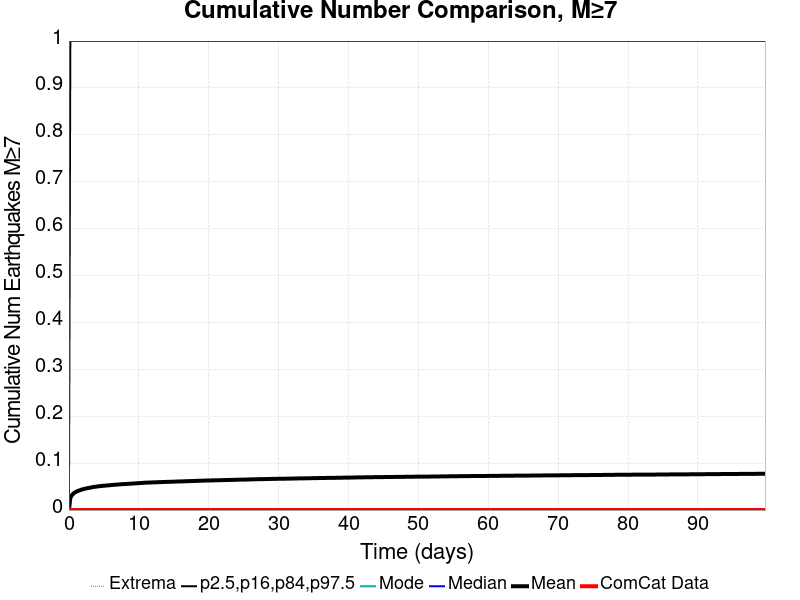 Cumulative Number Comparison, M≥7
Cumulative Num Earthquakes M≥7
1
0.9
0.8
0.7
0.6
0.5
0.4
0.3
0.2
0.1
0
0 10 20 30 40 50 60 70 80 90
Time (days)
Extrema p2.5,p16,p84,p97.5 Mode Median Mean ComCat Data